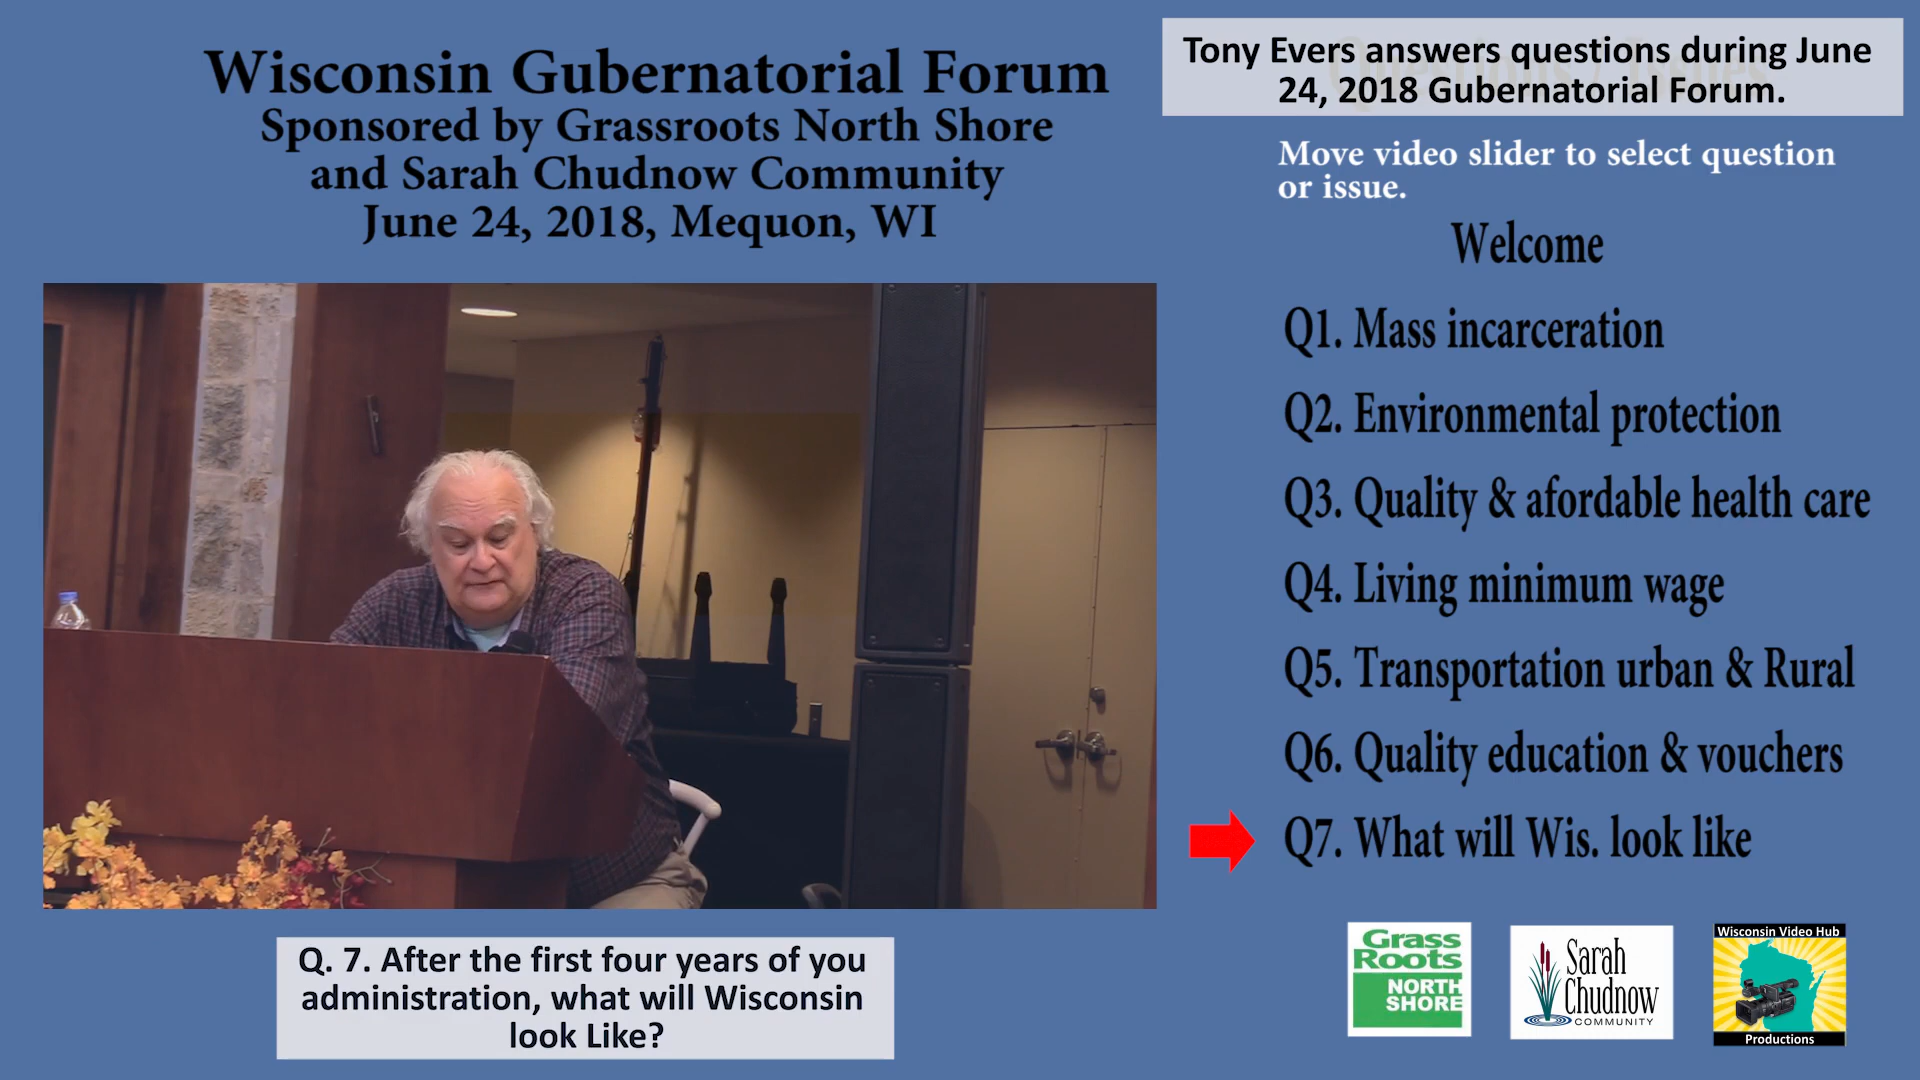 Wisconsin Gubernatorial Forum
Sponsored by Grassroots North Shore
and Sarah Chudnow Community
June 24, 2018, Mequon, WI
Tony Evers answers questions during June
24, 2018 Gubernatorial Forum.
Move video slider to select question
or issue.
Welcome
Q1. Mass incarceration
Q2. Environmental protection
Q3. Quality & afordable health care
Q4. Living minimum wage
Q5. Transportation urban & Rural
Q6. Quality education & vouchers
Q7. What will Wis. look like
Q. 7. After the first four years of you
administration, what will Wisconsin
look Like?
Grass
Roots
NORTH
SHORE
Sarah
Chudnow
COMMUNITY
Wisconsin Video Hub
Productions